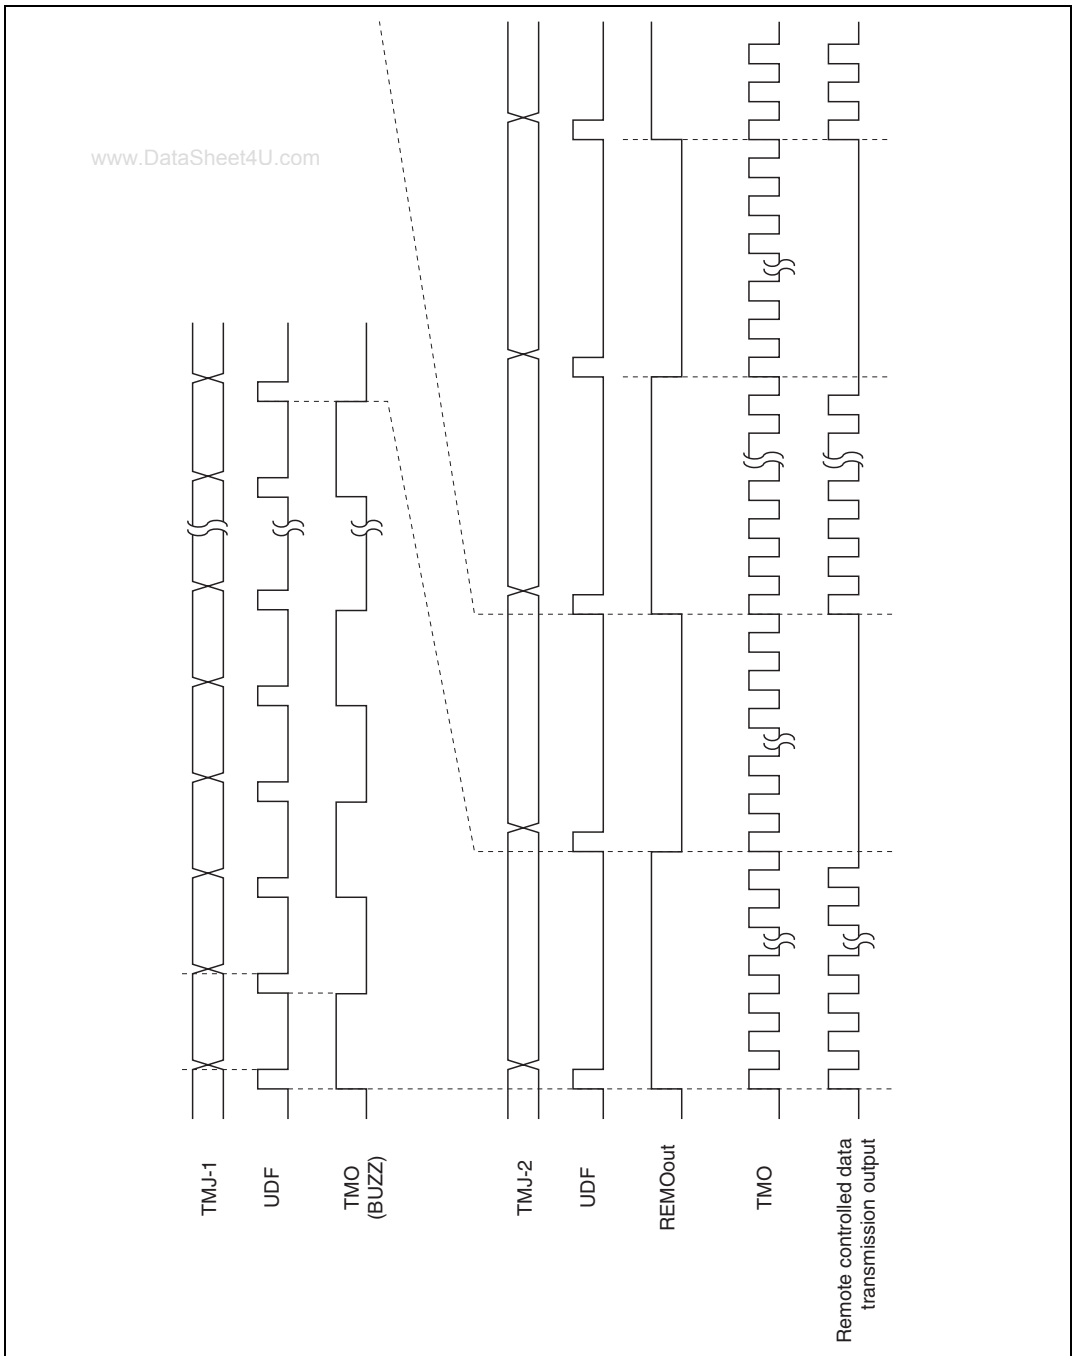 www.DataSheet4U.com
TMJ-1
UDF
TMO
(BUZZ)
TMJ-2
UDF
REMOout
TMO
Remote controlled data
transmission output